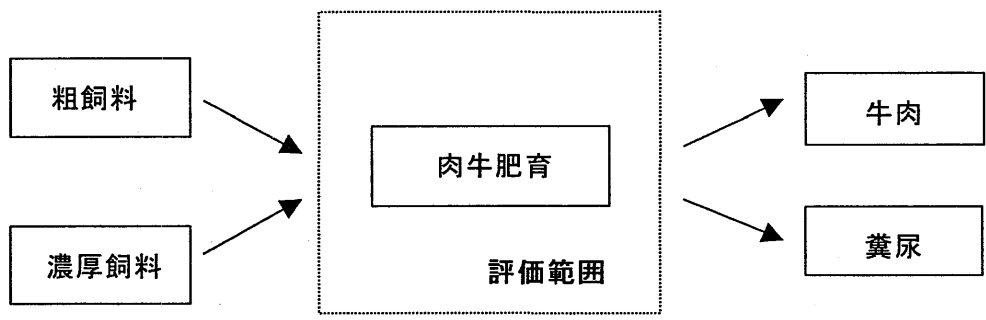 粗飼料
濃厚飼料
肉牛肥育
評価範囲
牛肉
糞尿